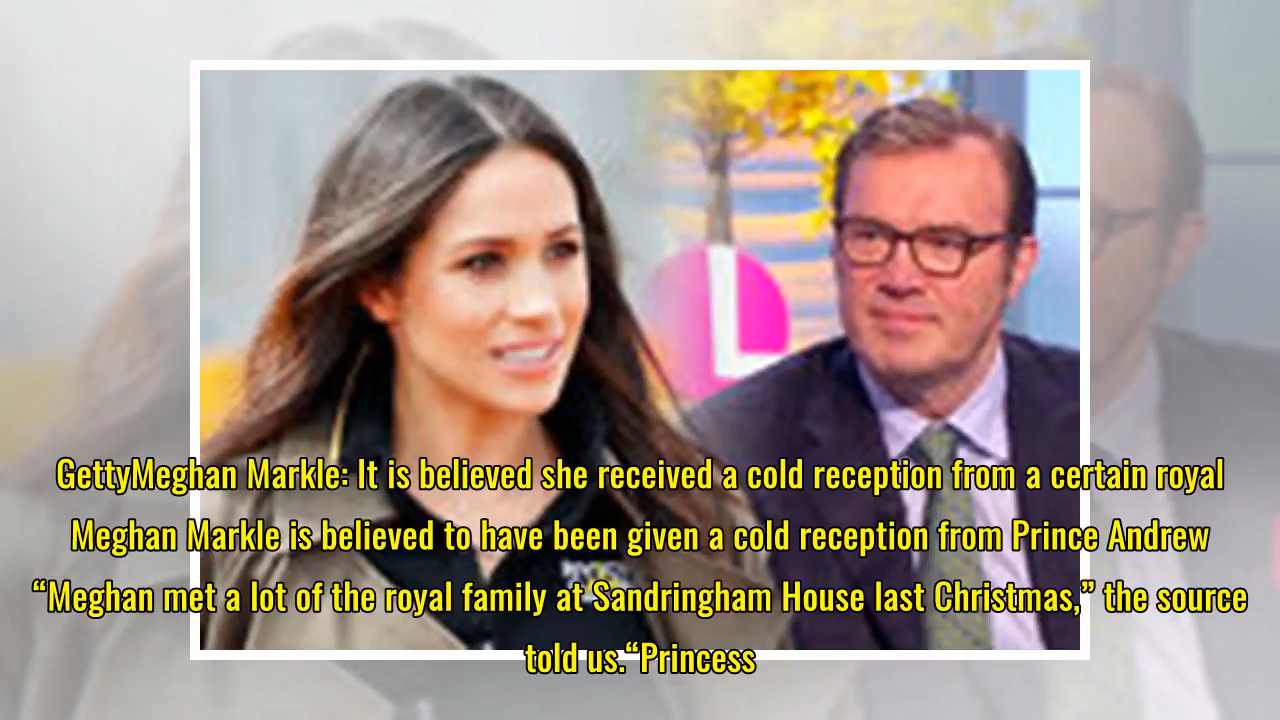 GettyMeghan Markle: It is believed she received a cold reception from a certain royal
Meghan Markle is believed to have been given a cold reception from Prince Andrew
“Meghan met a lot of the royal family at Sandringham House last Christmas,” the source
told us.“Princess